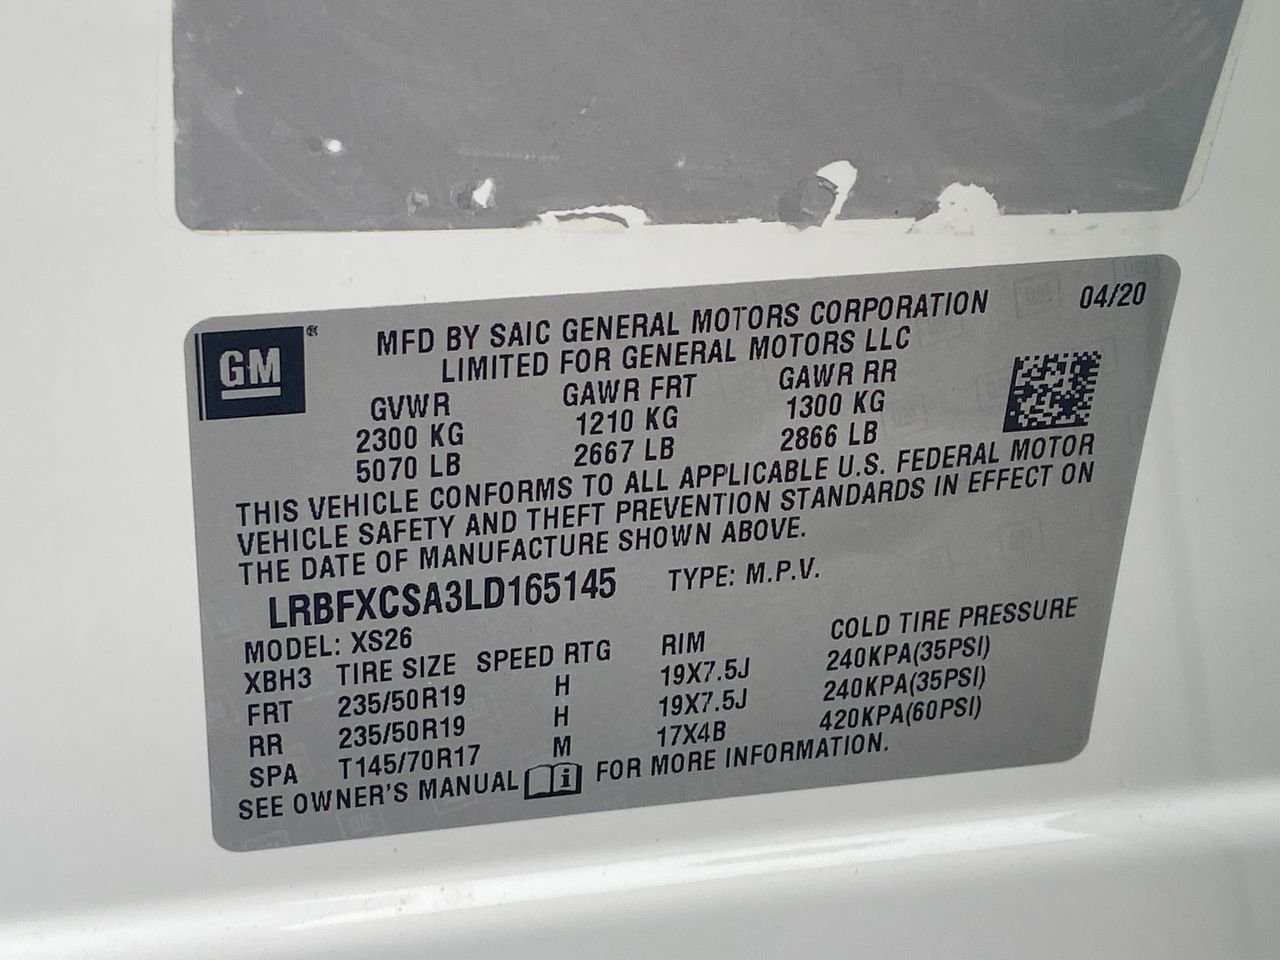 GM ® MFD BY SAIC GENERAL MOTORS CORPORATION 04/20
LIMITED FOR GENERAL MOTORS LLC
GVWR GAWR FRT GAWR RR
2300 KG 1210 KG 1300 KG
5070 LB 2667 LB 2866 LB
THIS VEHICLE CONFORMS TO ALL APPLICABLE U.S. FEDERAL MOTOR
VEHICLE SAFETY AND THEFT PREVENTION STANDARDS IN EFFECT ON
THE DATE OF MANUFACTURE SHOWN ABOVE.
LRBFXCSA3LD165145 TYPE: M.P.V.
MODEL: XS26
XBH3 TIRE SIZE SPEED RTG RIM COLD TIRE PRESSURE
FRT 235/50R19 H 19X7.5J 240KPA(35PSI)
RR 235/50R19 H 19X7.5J 240KPA(35PSI)
SPA T145/70R17 M 17X4B 420KPA(60PSI)
SEE OWNER'S MANUAL i FOR MORE INFORMATION.